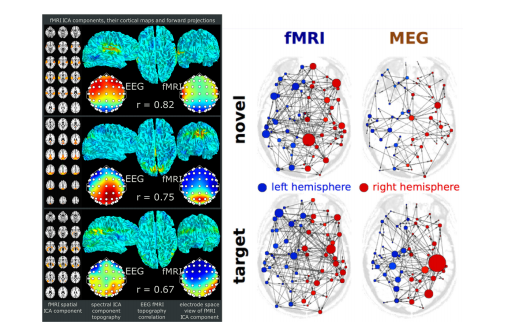 fMRI ICA components, their cortical maps and forward projections
EEG
fMRI
r = 0.82
EEG
fMRI
r = 0.75
EEG
fMRI
r = 0.67
fMRI spatial
ICA component
spectral ICA
component
topography
EEG fMRI
topography
correlation
electrode space
view of fMRI
ICA component
fMRI
MEG
novel
left hemisphere
right hemisphere
target